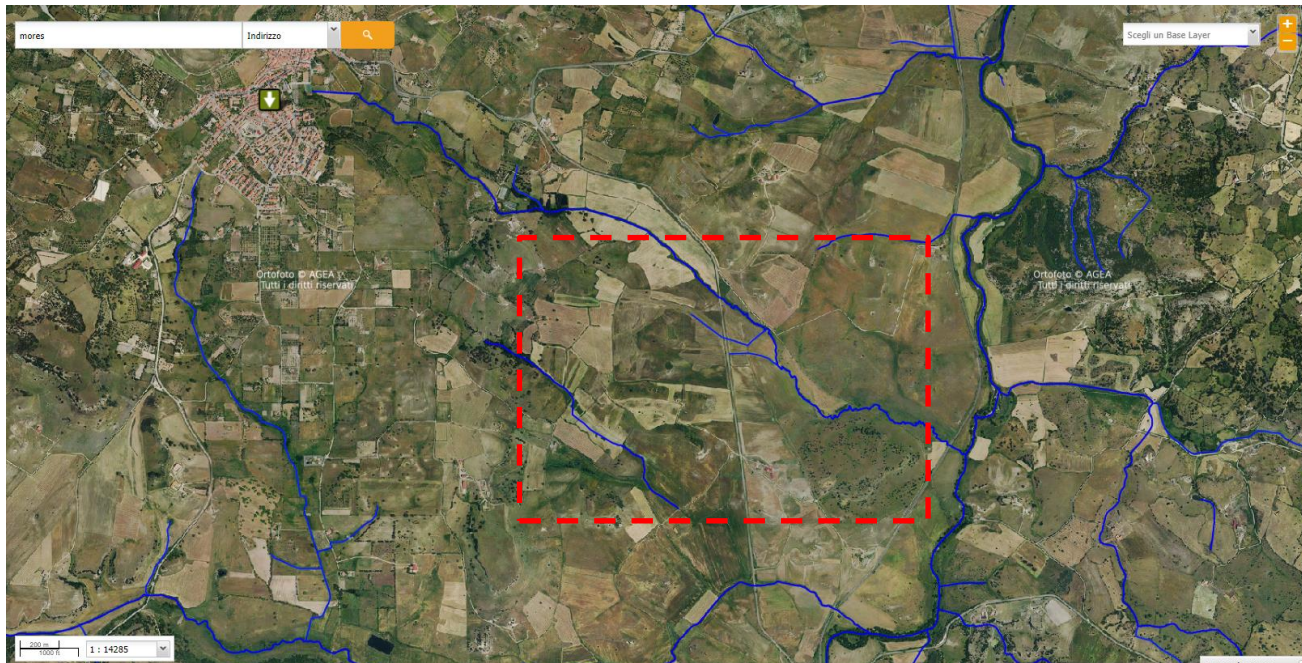 mores
Indirizzo
Scegli un Base Layer
+
−
Ortofoto © AGEA
Tutti i diritti riservati
Ortofoto © AGEA
Tutti i diritti riservati
200 m
1000 ft
1 : 14285